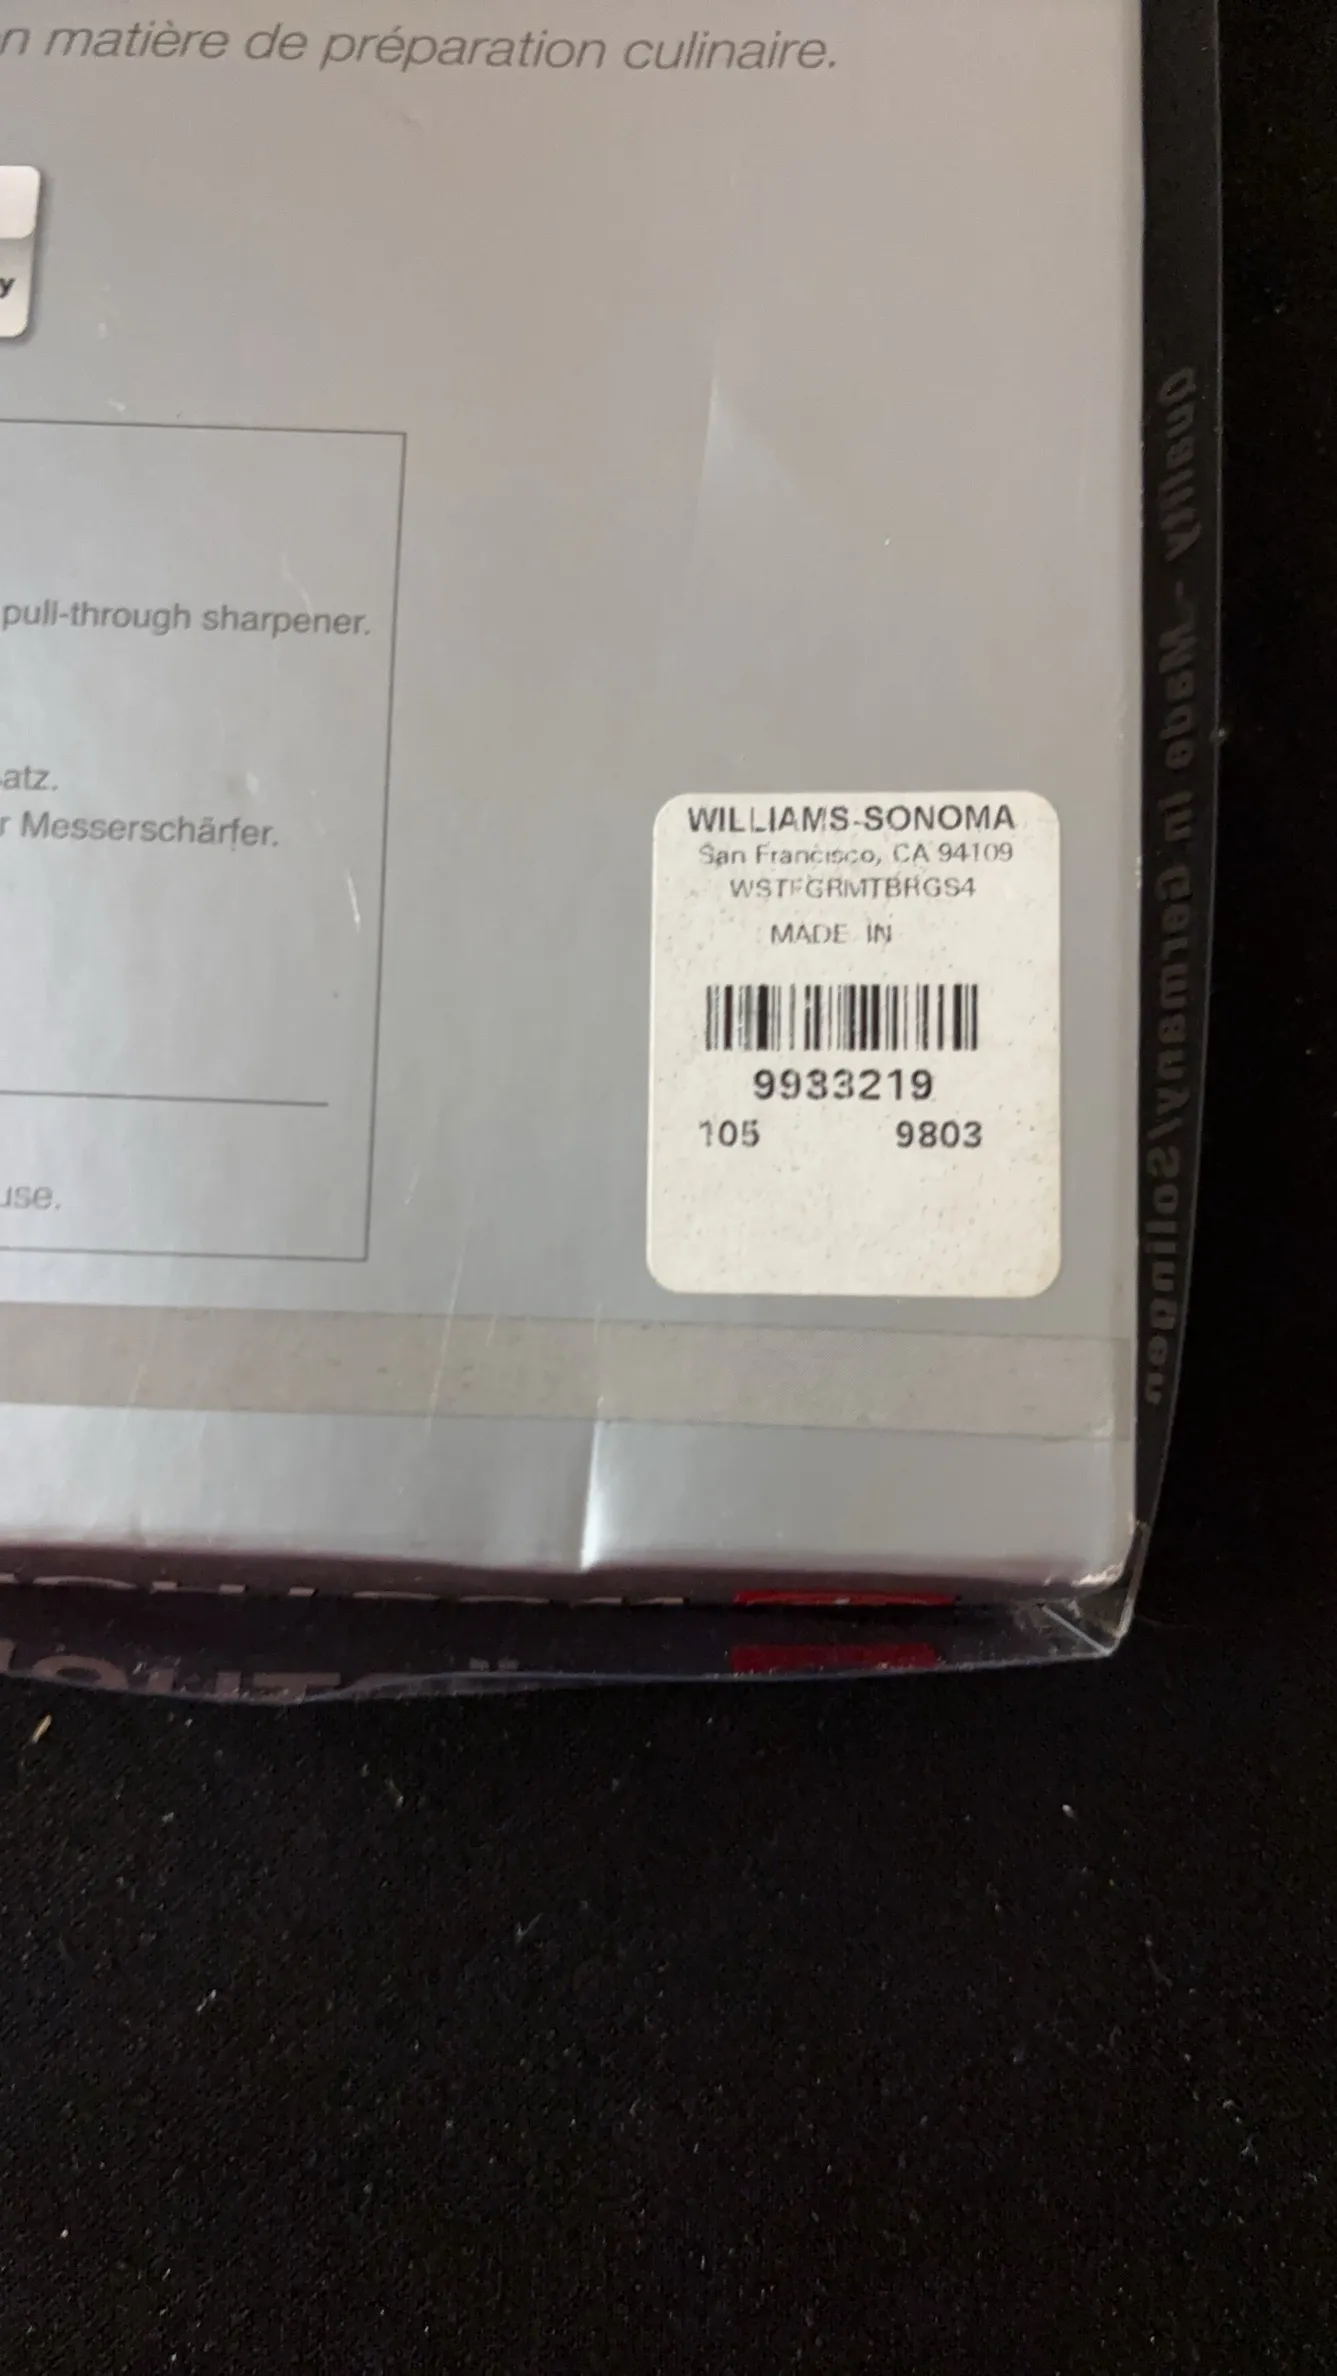 n matière de préparation culinaire.
y
pull-through sharpener.
atz.
r Messerschärfer.
use.
WILLIAMS-SONOMA
San Francisco, CA 94109
WSTFGRMTBRGS4
MADE IN
9933219
105 9803
Quality - Made in Germany/Solingen